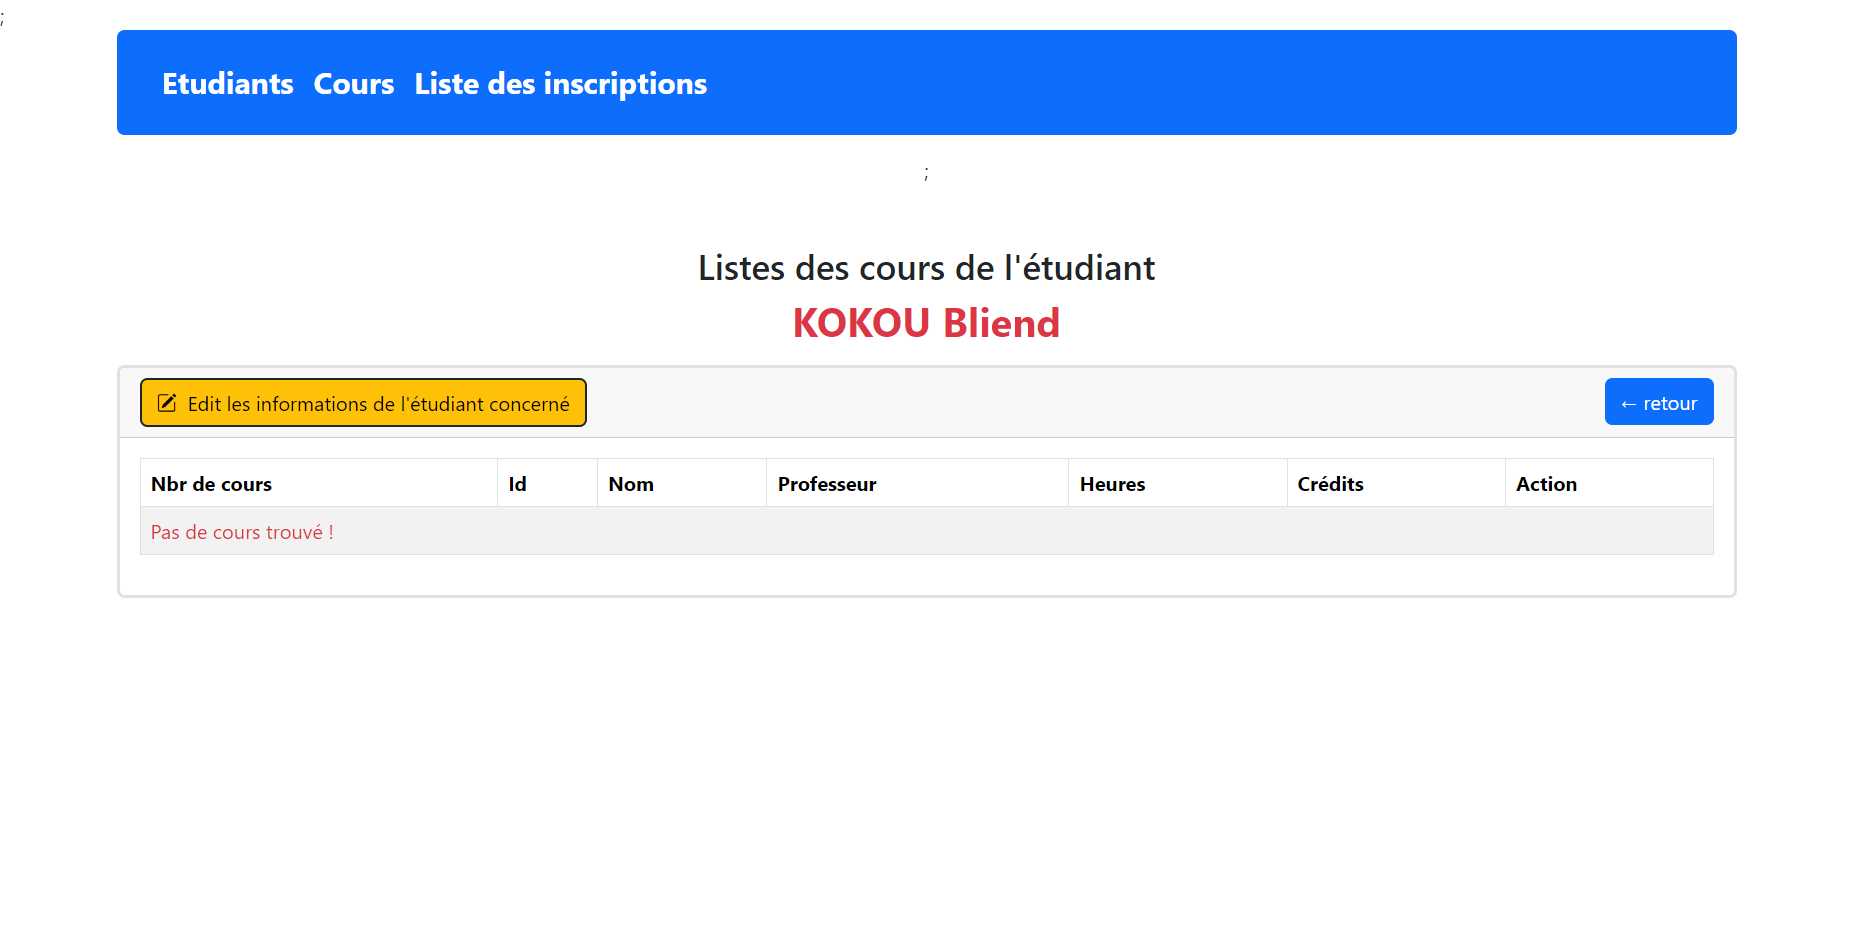 ;
Etudiants Cours Liste des inscriptions
;
Listes des cours de l'étudiant
KOKOU Bliend
Edit les informations de l'étudiant concerné ← retour
Nbr de cours Id Nom Professeur Heures Crédits Action
Pas de cours trouvé !